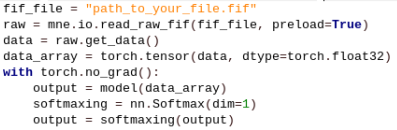 fif_file = "path_to_your_file.fif"
raw = mne.io.read_raw_fif(fif_file, preload=True)
data = raw.get_data()
data_array = torch.tensor(data, dtype=torch.float32)
with torch.no_grad():
    output = model(data_array)
    softmaxing = nn.Softmax(dim=1)
    output = softmaxing(output)